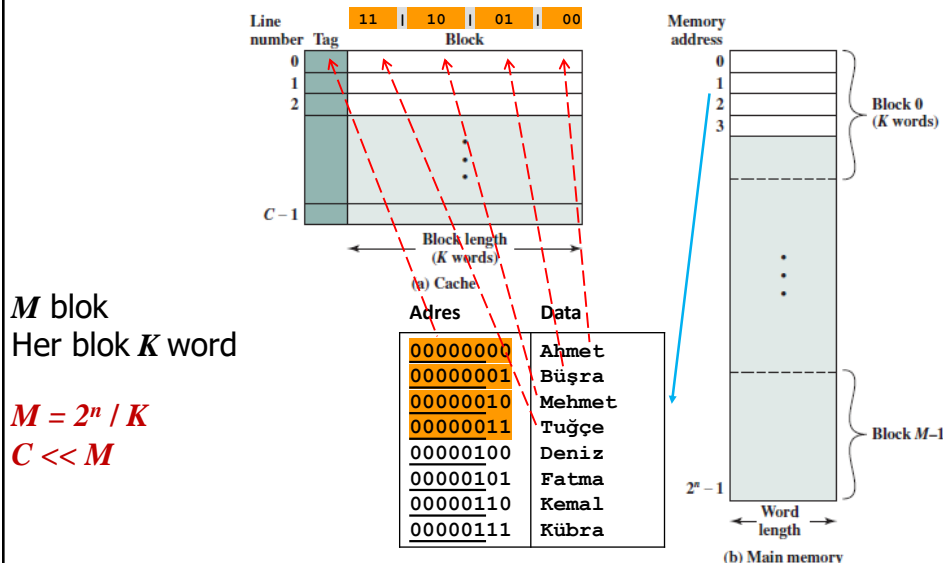 11 | 10 | 01 | 00
Line number Tag Block
0
1
2
C – 1
Block length
(K words)
(a) Cache
Memory address
0
1
2
3
Block 0
(K words)
Block M–1
2ⁿ – 1
Word length
(b) Main memory
M blok
Her blok K word
M = 2ⁿ / K
C << M
Adres Data
00000000 Ahmet
00000001 Büşra
00000010 Mehmet
00000011 Tuğçe
00000100 Deniz
00000101 Fatma
00000110 Kemal
00000111 Kübra